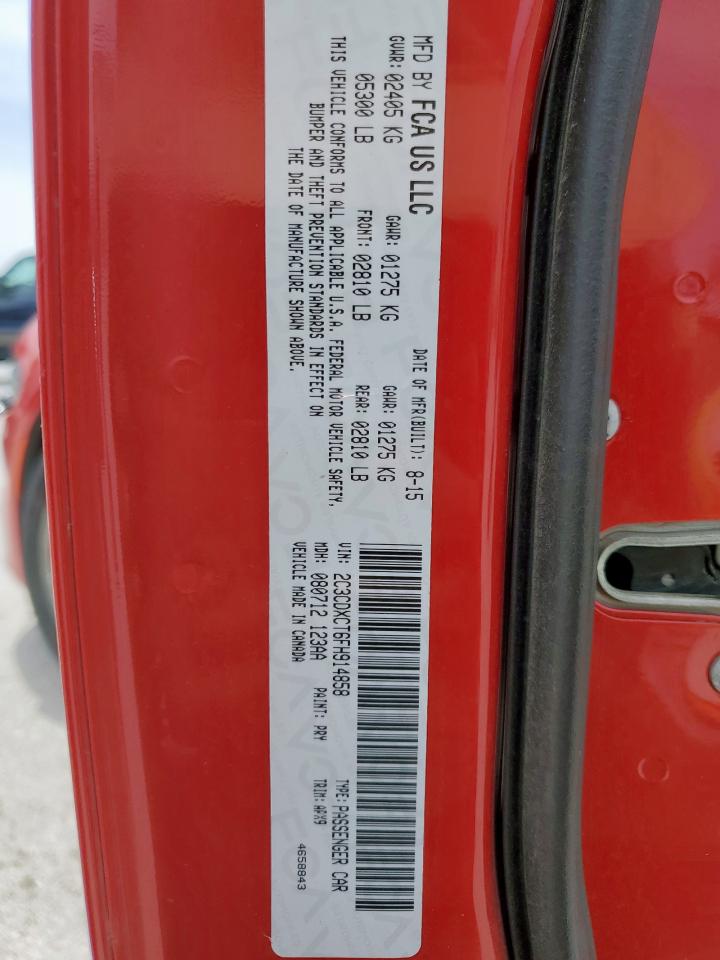 MFD BY FCA US LLC DATE OF MFR(BUILT): 8-15
GVWR: 02405 KG GAWR: 01275 KG GAWR: 01275 KG
05300 LB FRONT: 02810 LB REAR: 02810 LB
THIS VEHICLE CONFORMS TO ALL APPLICABLE U.S.A. FEDERAL MOTOR VEHICLE SAFETY,
BUMPER AND THEFT PREVENTION STANDARDS IN EFFECT ON
THE DATE OF MANUFACTURE SHOWN ABOVE.
VIN: 2C3CDXCT6FH914858 TYPE: PASSENGER CAR
MDH: 080712 123AA PAINT: PRY TRIM: APX9
VEHICLE MADE IN CANADA 4658843